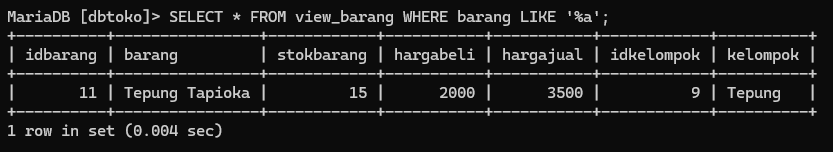 MariaDB [dbtoko]> SELECT * FROM view_barang WHERE barang LIKE '%a';
+----------+----------------+------------+-----------+-----------+------------+----------+
| idbarang | barang         | stokbarang | hargabeli | hargajual | idkelompok | kelompok |
+----------+----------------+------------+-----------+-----------+------------+----------+
|       11 | Tepung Tapioka |         15 |      2000 |      3500 |          9 | Tepung   |
+----------+----------------+------------+-----------+-----------+------------+----------+
1 row in set (0.004 sec)